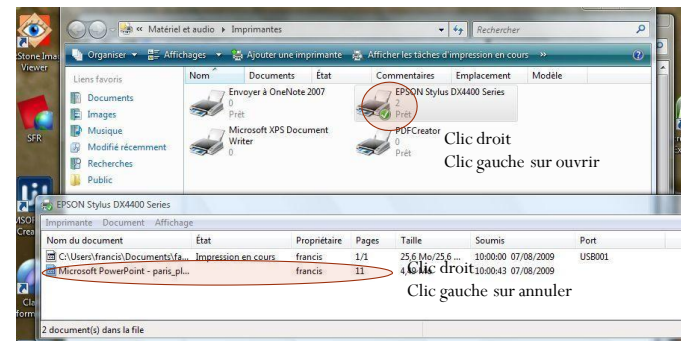 « Matériel et audio ▸ Imprimantes
Rechercher
Organiser Affichages Ajouter une imprimante Afficher les tâches d'impression en cours »
Stone Ima
Viewer
Liens favoris
Nom Documents État Commentaires Emplacement Modèle
Documents
Images
Musique
Modifié récemment
Recherches
Public
SFR
Envoyer à OneNote 2007
0
Prêt
EPSON Stylus DX4400 Series
2
Prêt
Microsoft XPS Document
Writer
0
PDFCreator
0
Prêt
Clic droit
Clic gauche sur ouvrir
MSO
Crea
EPSON Stylus DX4400 Series
Imprimante Document Affichage
Nom du document État Propriétaire Pages Taille Soumis Port
C:\Users\francis\Documents\fa... Impression en cours francis 1/1 25,6 Mo/25,6 ... 10:00:00 07/08/2009 USB001
Microsoft PowerPoint - paris_pl... francis 11 10:00:43 07/08/2009
Clic droit
Clic gauche sur annuler
Cla
form
2 document(s) dans la file